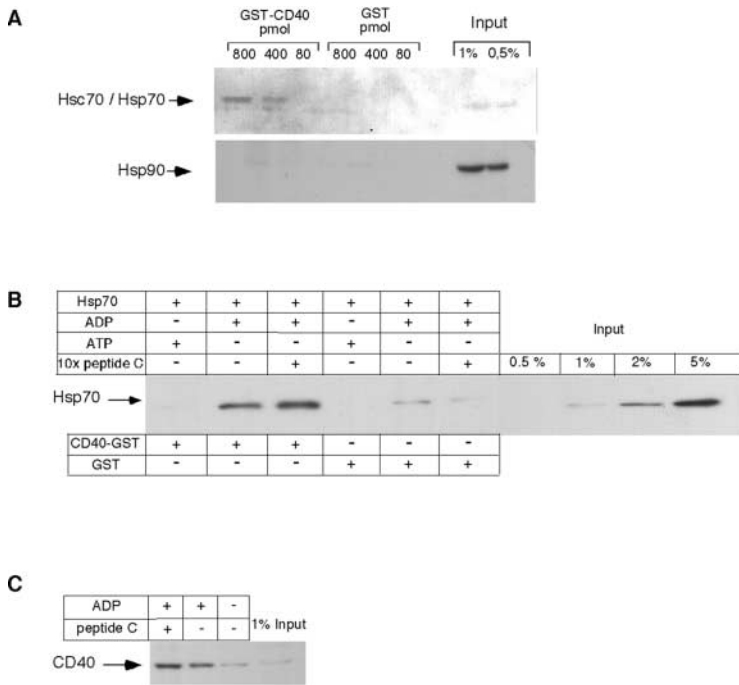 A
GST-CD40 GST Input
pmol pmol
800 400 80 800 400 80 1% 0,5%
Hsc70 / Hsp70
Hsp90
B
Hsp70 + + + + + +
ADP - + + - + +
ATP + - - + - -
Input
10x peptide C - - + - - + 0.5 % 1% 2% 5%
Hsp70
CD40-GST + + + - - -
GST - - - + + +
C
ADP + + -
peptide C + - - 1% Input
CD40